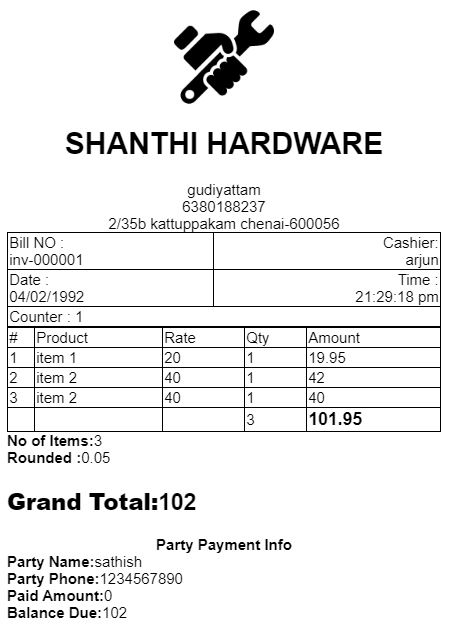 SHANTHI HARDWARE
gudiyattam
6380188237
2/35b kattuppakam chenai-600056
Bill NO : Cashier:
inv-000001 arjun
Date : Time :
04/02/1992 21:29:18 pm
Counter : 1
# Product Rate Qty Amount
1 item 1 20 1 19.95
2 item 2 40 1 42
3 item 2 40 1 40
3 101.95
No of Items:3
Rounded :0.05
Grand Total:102
Party Payment Info
Party Name:sathish
Party Phone:1234567890
Paid Amount:0
Balance Due:102